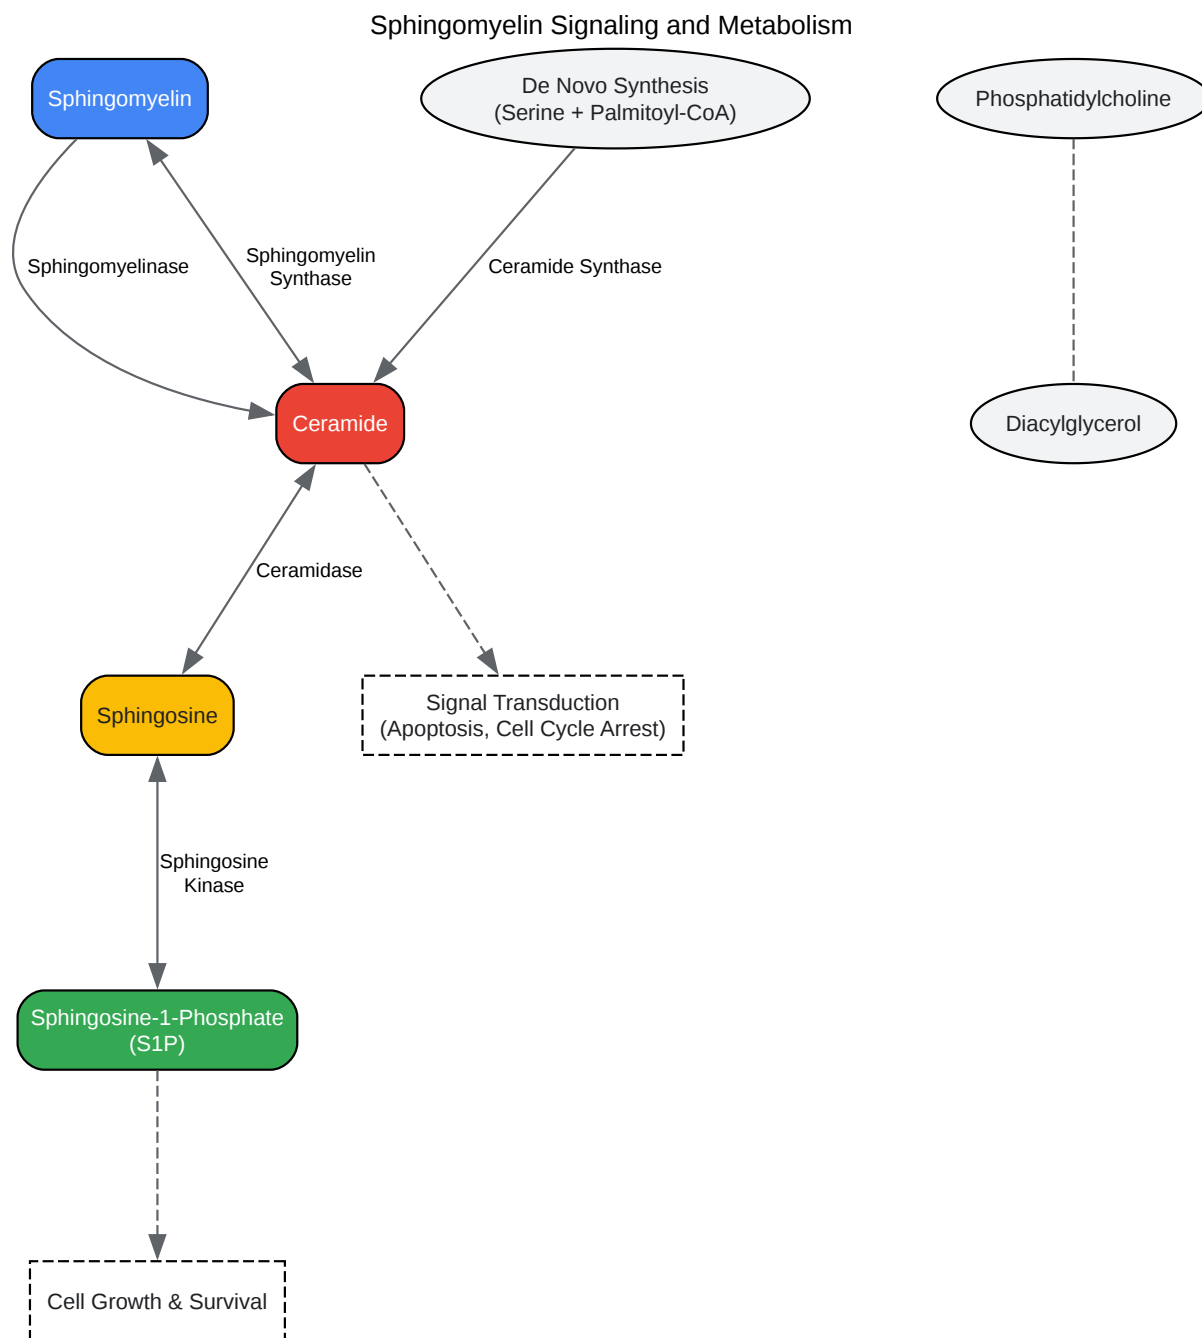 Sphingomyelin Signaling and Metabolism
Sphingomyelin
De Novo Synthesis
(Serine + Palmitoyl-CoA)
Phosphatidylcholine
Sphingomyelinase
Sphingomyelin
Synthase
Ceramide Synthase
Ceramide
Diacylglycerol
Ceramidase
Sphingosine
Signal Transduction
(Apoptosis, Cell Cycle Arrest)
Sphingosine
Kinase
Sphingosine-1-Phosphate
(S1P)
Cell Growth & Survival